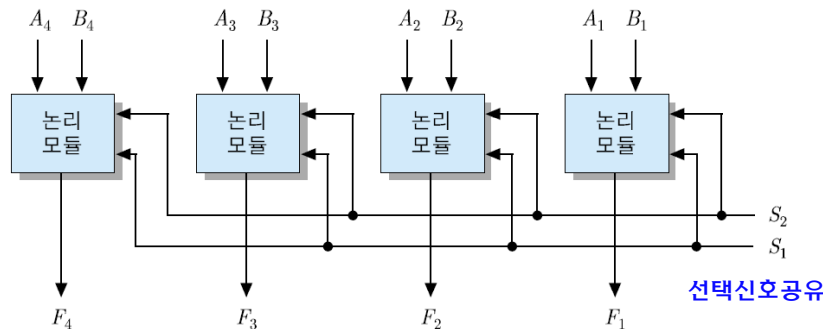 A₄ B₄ A₃ B₃ A₂ B₂ A₁ B₁
논리 논리 논리 논리
모듈 모듈 모듈 모듈
S₂
S₁
선택신호공유
F₄ F₃ F₂ F₁